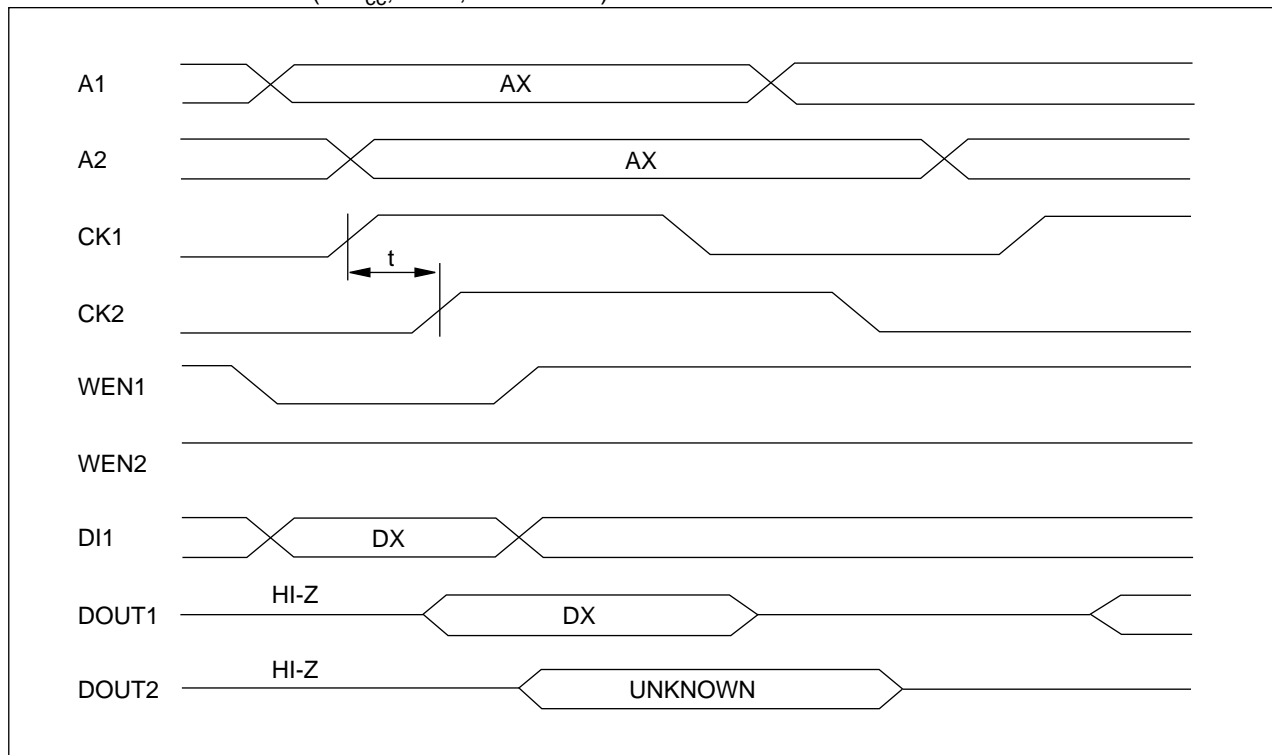 A1 AX
A2 AX
CK1
t
CK2
WEN1
WEN2
DI1 DX
HI-Z
DOUT1 DX
HI-Z
DOUT2 UNKNOWN